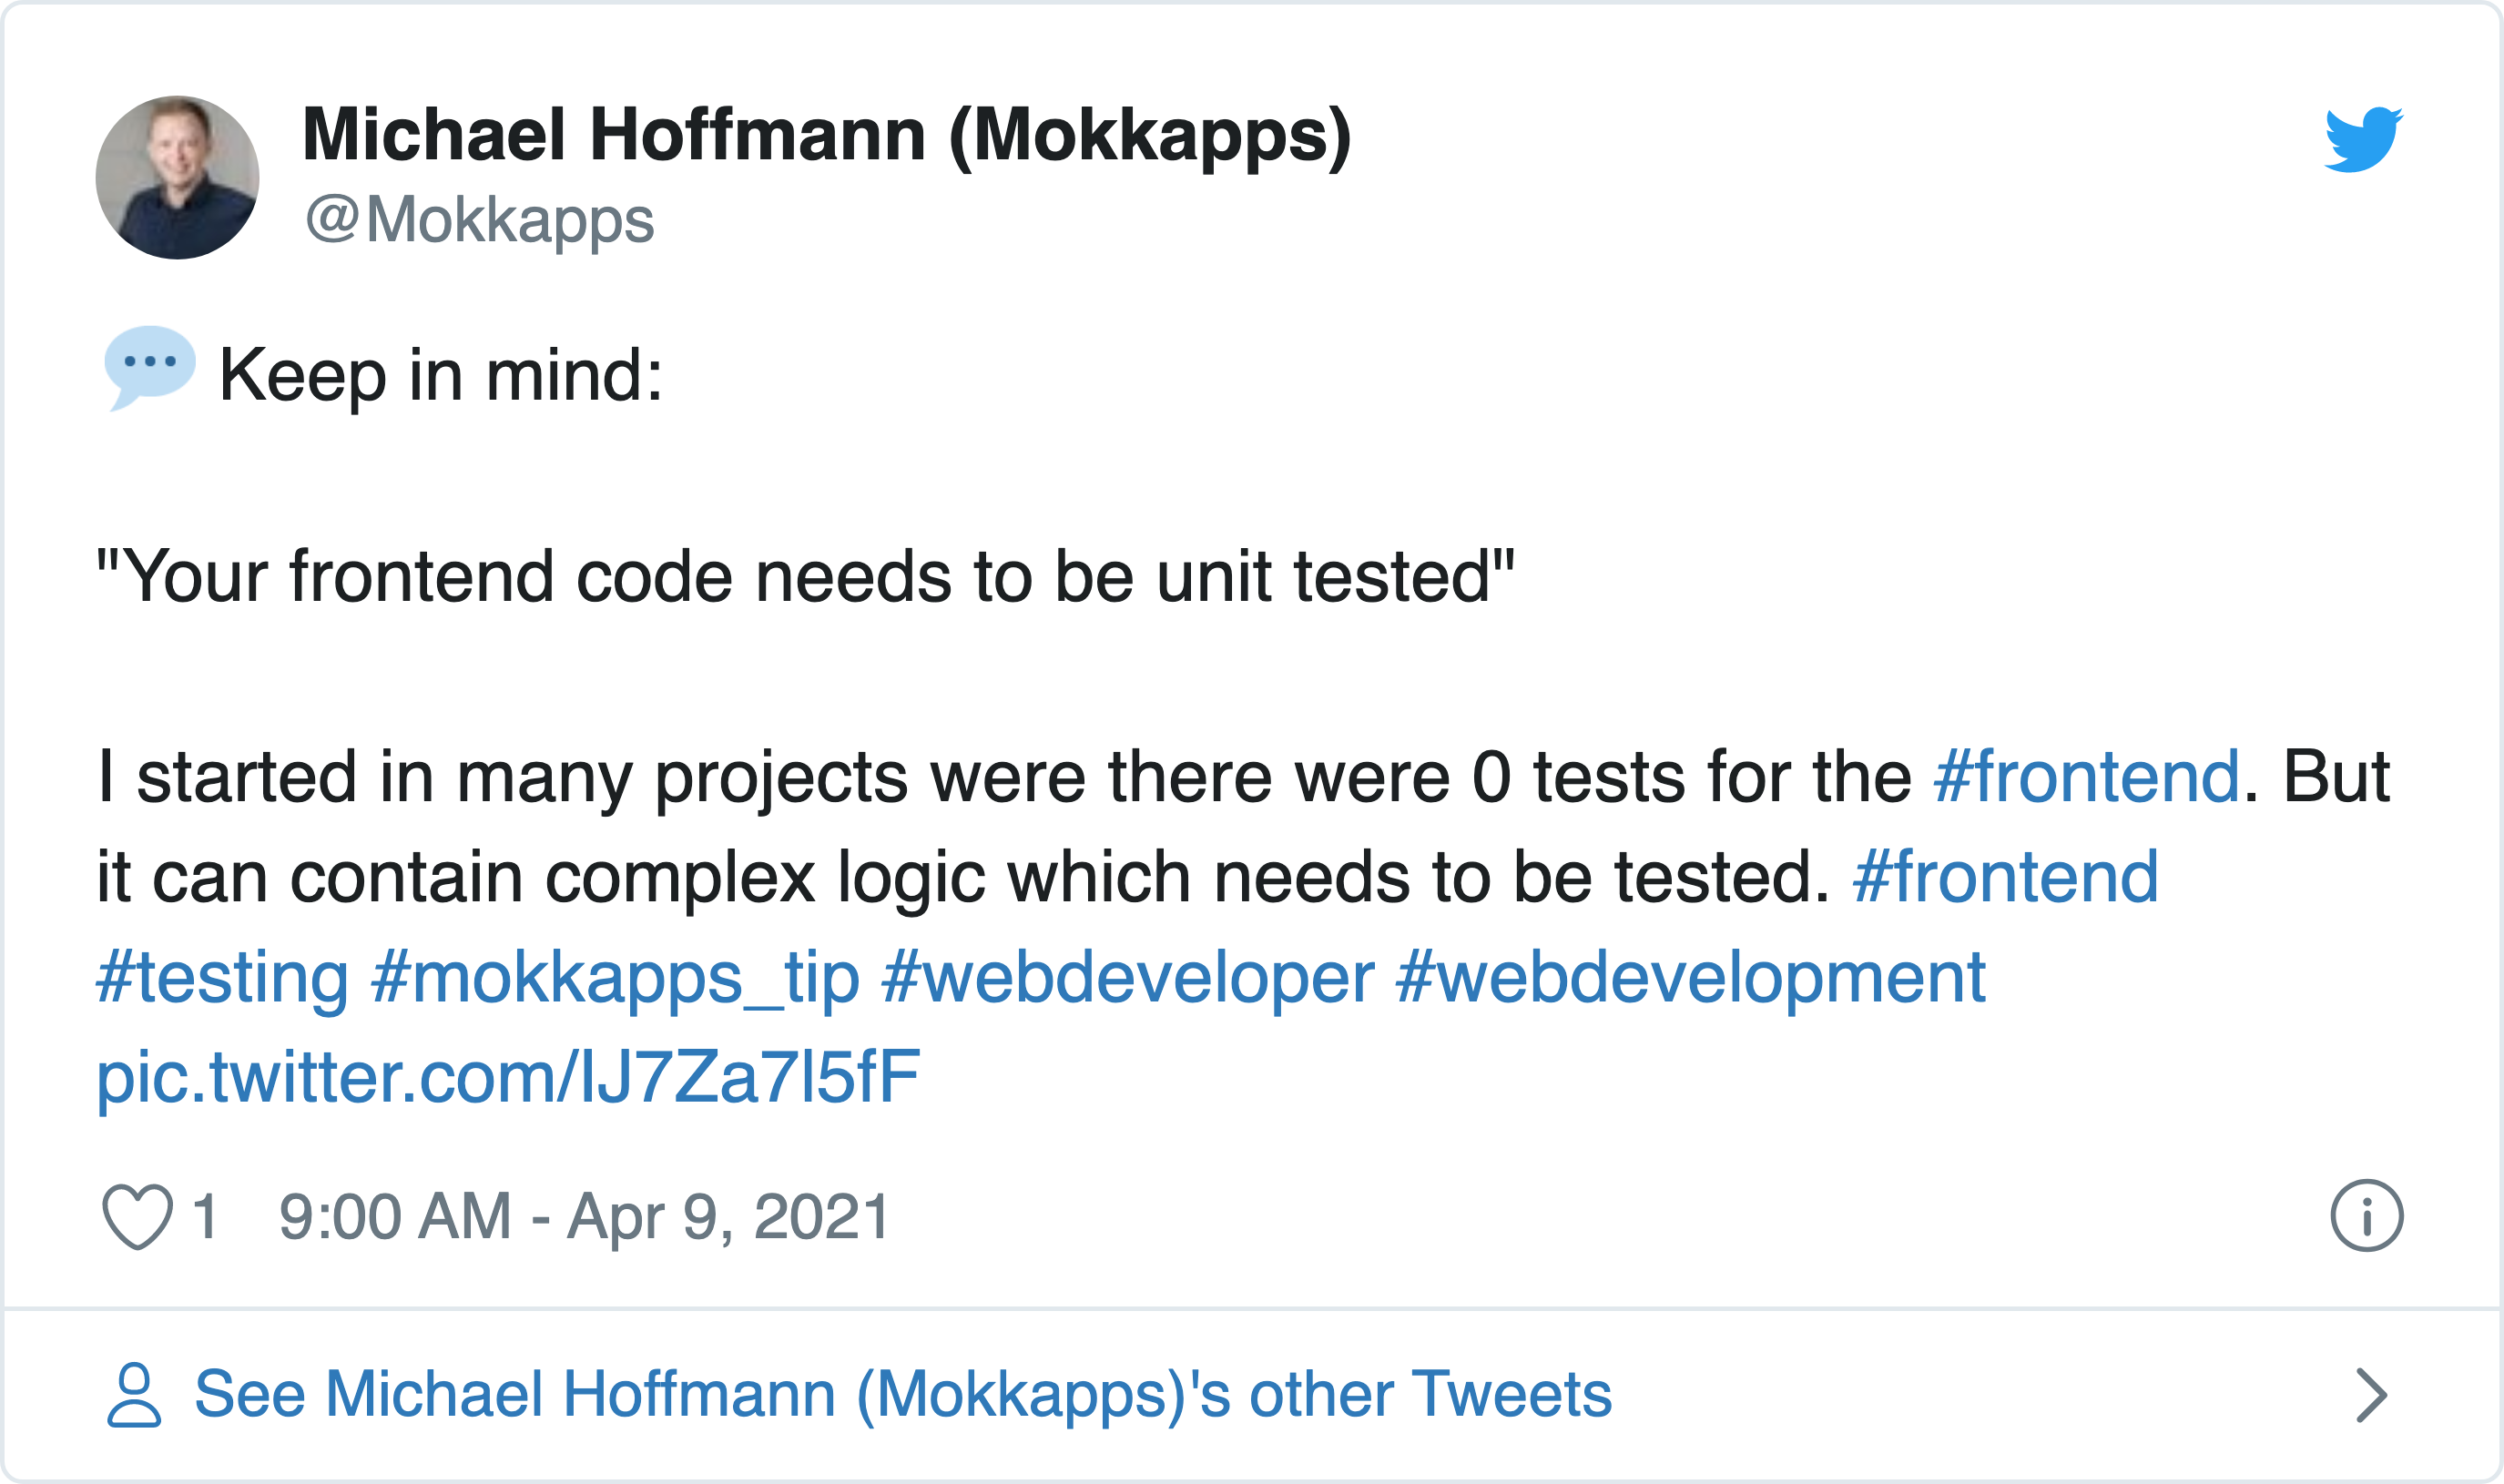 Michael Hoffmann (Mokkapps)
@Mokkapps
💬 Keep in mind:
"Your frontend code needs to be unit tested"
I started in many projects were there were 0 tests for the #frontend. But
it can contain complex logic which needs to be tested. #frontend
#testing #mokkapps_tip #webdeveloper #webdevelopment
pic.twitter.com/IJ7Za7I5fF
1 9:00 AM - Apr 9, 2021
See Michael Hoffmann (Mokkapps)'s other Tweets